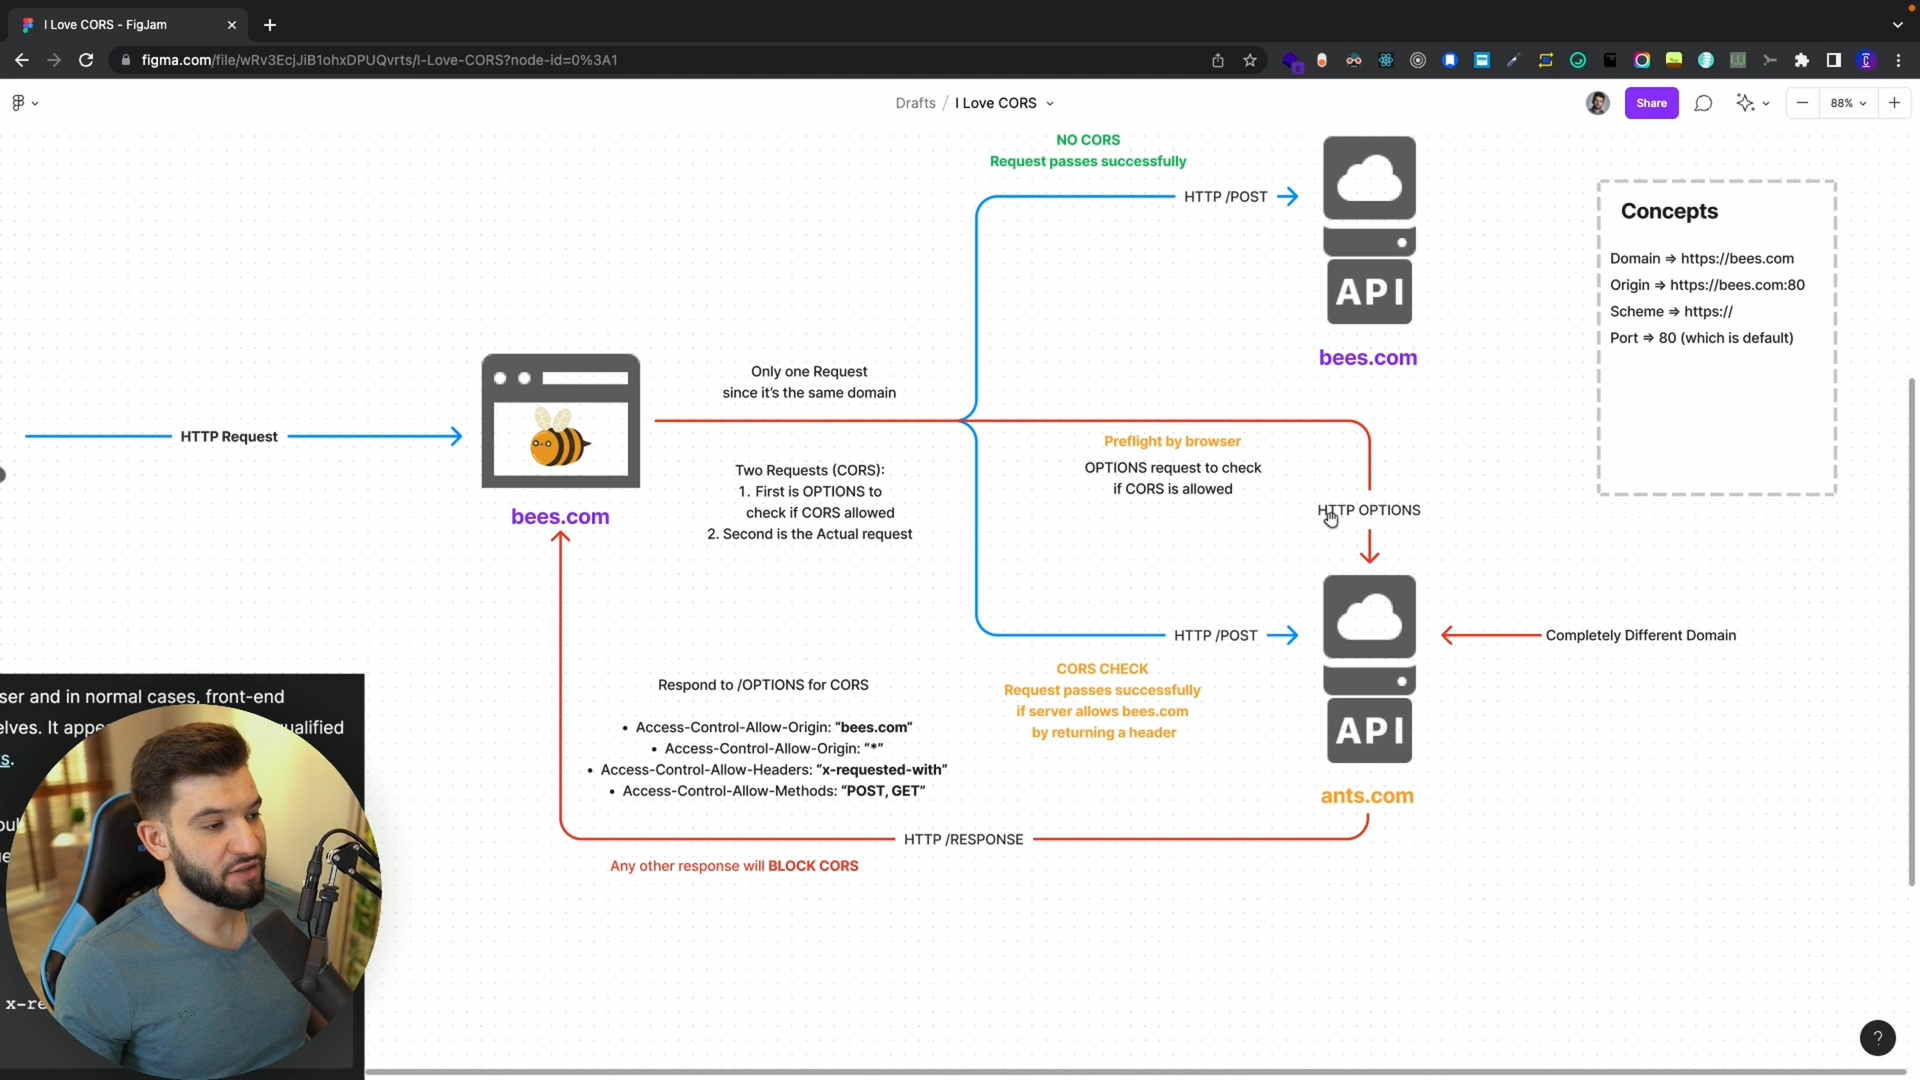 I Love CORS - FigJam
figma.com/file/wRv3EcjJiB1ohxDPUQvrts/I-Love-CORS?node-id=0%3A1
Drafts / I Love CORS
Share
88%
NO CORS
Request passes successfully
HTTP /POST
API
bees.com
Concepts
Domain ⇒ https://bees.com
Origin ⇒ https://bees.com:80
Scheme ⇒ https://
Port ⇒ 80 (which is default)
HTTP Request
bees.com
Only one Request
since it's the same domain
Two Requests (CORS):
1. First is OPTIONS to
check if CORS allowed
2. Second is the Actual request
Preflight by browser
OPTIONS request to check
if CORS is allowed
HTTP OPTIONS
HTTP /POST
API
ants.com
Completely Different Domain
CORS CHECK
Request passes successfully
if server allows bees.com
by returning a header
Respond to /OPTIONS for CORS
• Access-Control-Allow-Origin: “bees.com“
• Access-Control-Allow-Origin: “*”
• Access-Control-Allow-Headers: “x-requested-with”
• Access-Control-Allow-Methods: “POST, GET”
HTTP /RESPONSE
Any other response will BLOCK CORS
ser and in normal cases, front-end
elves. It appe ualified
s.
x-re
?